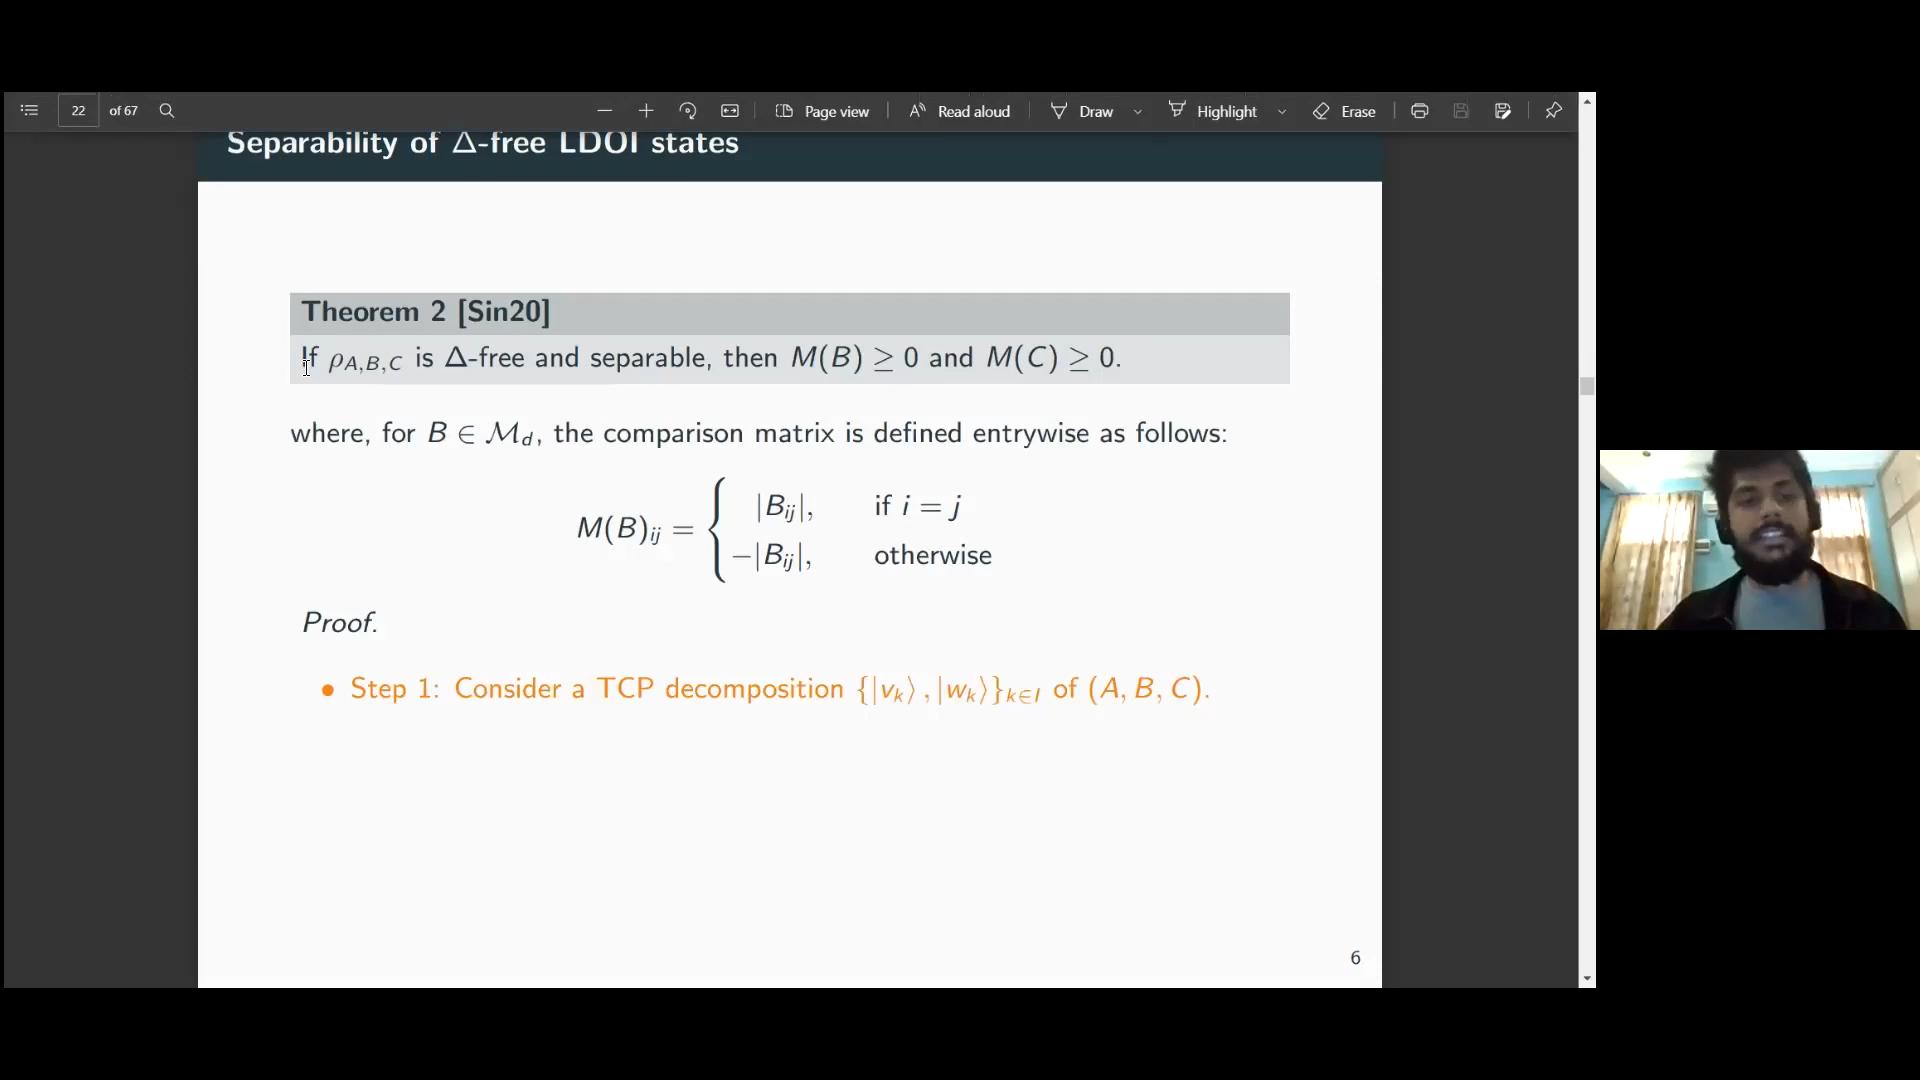 22 of 67 Page view Read aloud Draw Highlight Erase
Separability of Δ-free LDOI states
Theorem 2 [Sin20]
If ρ_{A,B,C} is Δ-free and separable, then M(B) ≥ 0 and M(C) ≥ 0.
where, for B ∈ ℳ_d, the comparison matrix is defined entrywise as follows:
M(B)_{ij} = { |B_{ij}|, if i = j
−|B_{ij}|, otherwise
Proof.
• Step 1: Consider a TCP decomposition {|v_k⟩ , |w_k⟩}_{k∈I} of (A, B, C).
6